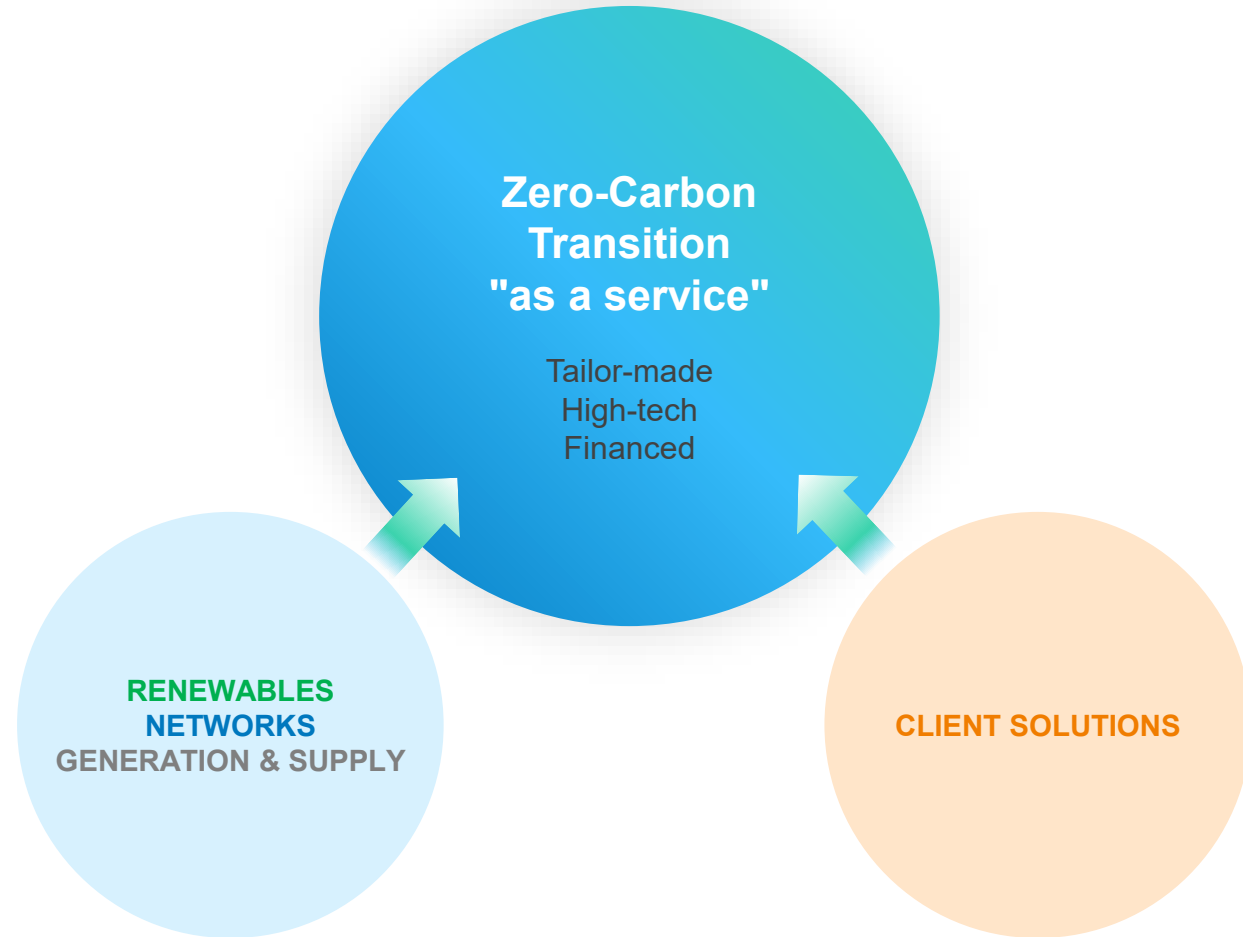 Zero-Carbon
Transition
"as a service"
Tailor-made
High-tech
Financed
RENEWABLES
NETWORKS
GENERATION & SUPPLY
CLIENT SOLUTIONS